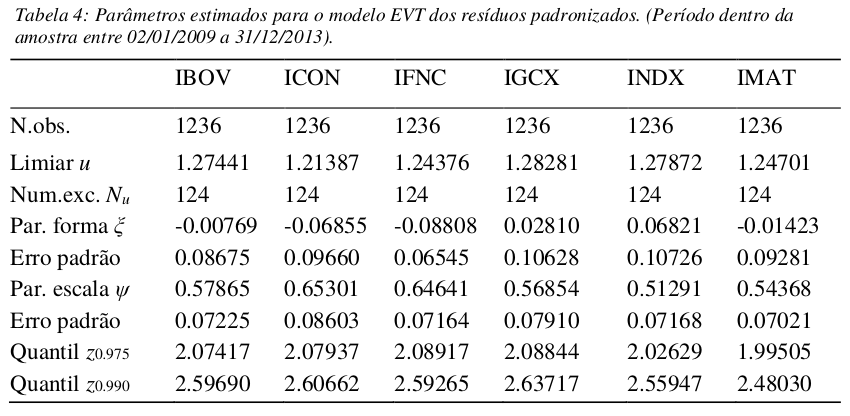 Tabela 4: Parâmetros estimados para o modelo EVT dos resíduos padronizados. (Período dentro da
amostra entre 02/01/2009 a 31/12/2013).
IBOV ICON IFNC IGCX INDX IMAT
N.obs. 1236 1236 1236 1236 1236 1236
Limiar u 1.27441 1.21387 1.24376 1.28281 1.27872 1.24701
Num.exc. Nu 124 124 124 124 124 124
Par. forma ξ -0.00769 -0.06855 -0.08808 0.02810 0.06821 -0.01423
Erro padrão 0.08675 0.09660 0.06545 0.10628 0.10726 0.09281
Par. escala ψ 0.57865 0.65301 0.64641 0.56854 0.51291 0.54368
Erro padrão 0.07225 0.08603 0.07164 0.07910 0.07168 0.07021
Quantil z0.975 2.07417 2.07937 2.08917 2.08844 2.02629 1.99505
Quantil z0.990 2.59690 2.60662 2.59265 2.63717 2.55947 2.48030